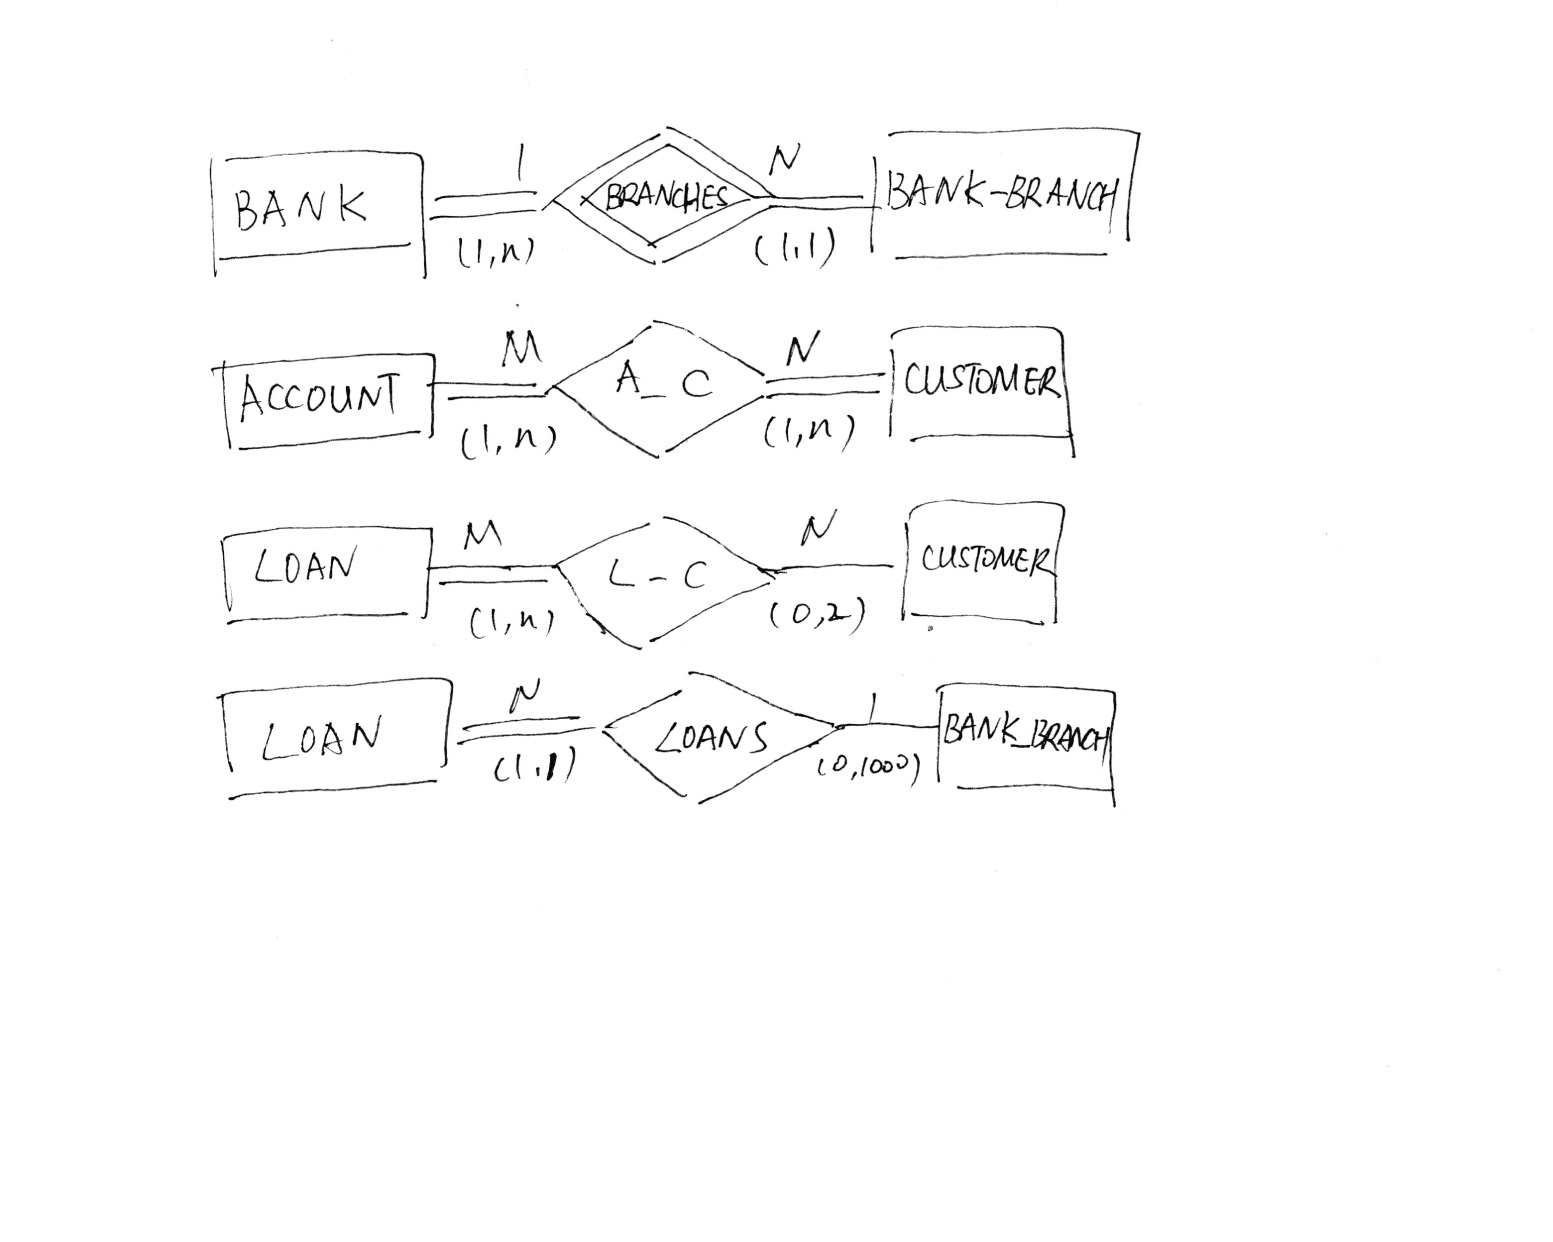 1 N
BANK BRANCHES BANK-BRANCH
(1,n) (1,1)
M N
ACCOUNT A_C CUSTOMER
(1,n) (1,n)
M N
LOAN L-C CUSTOMER
(1,n) (0,2)
N 1
LOAN LOANS BANK_BRANCH
(1,1) (0,1000)